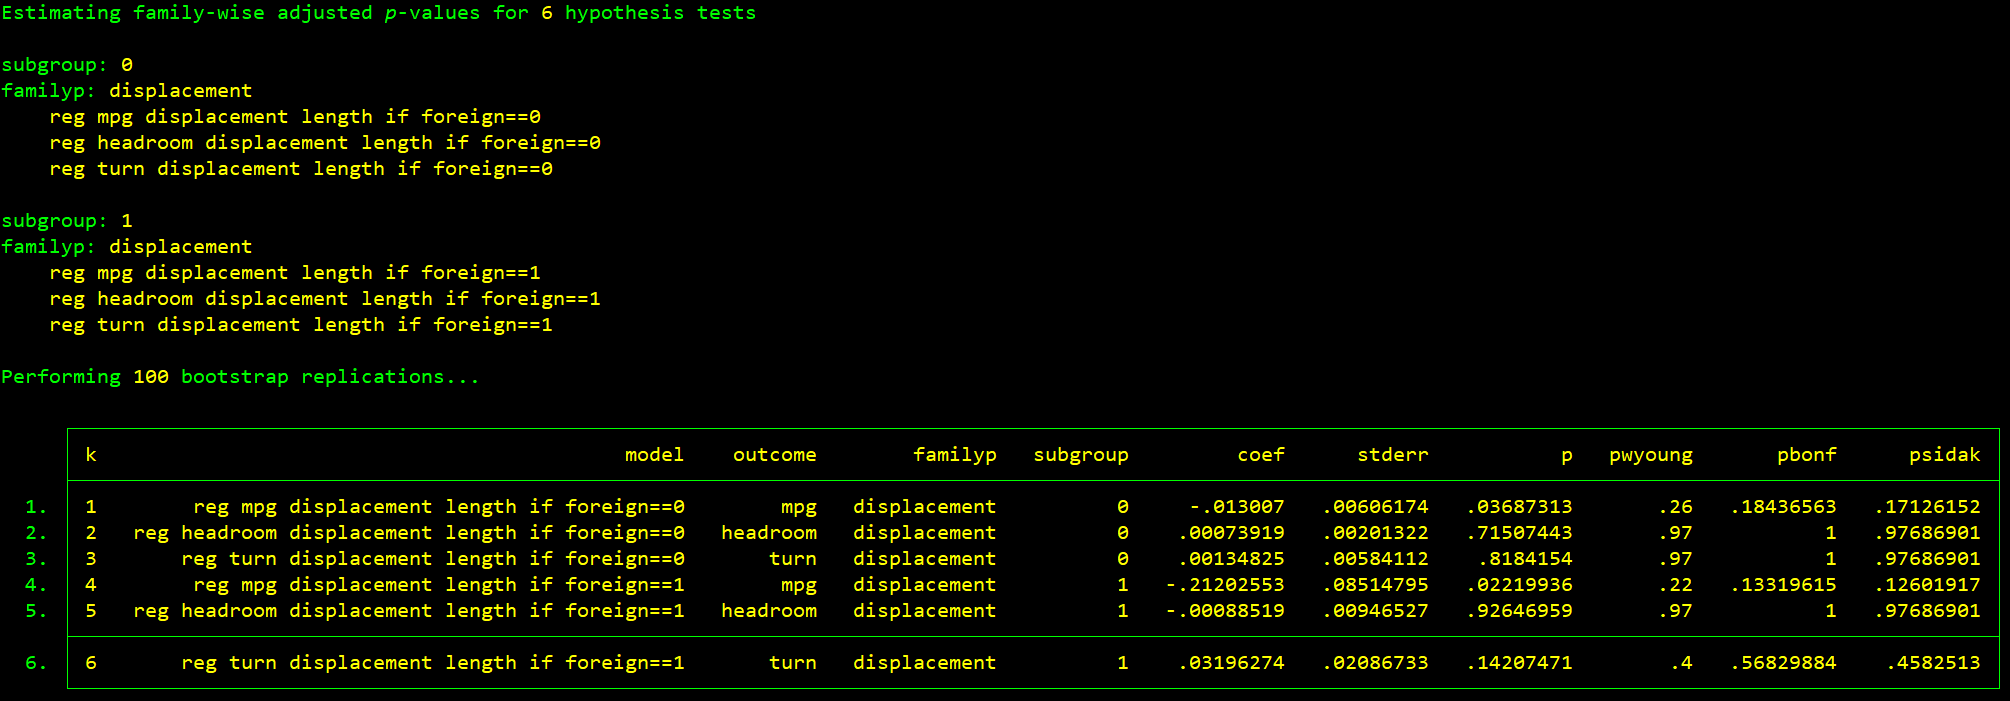 Estimating family-wise adjusted p-values for 6 hypothesis tests
subgroup: 0
familyp: displacement
reg mpg displacement length if foreign==0
reg headroom displacement length if foreign==0
reg turn displacement length if foreign==0
subgroup: 1
familyp: displacement
reg mpg displacement length if foreign==1
reg headroom displacement length if foreign==1
reg turn displacement length if foreign==1
Performing 100 bootstrap replications...
k model outcome familyp subgroup coef stderr p pwyoung pbonf psidak
1. 1 reg mpg displacement length if foreign==0 mpg displacement 0 -.013007 .00606174 .03687313 .26 .18436563 .17126152
2. 2 reg headroom displacement length if foreign==0 headroom displacement 0 .00073919 .00201322 .71507443 .97 1 .97686901
3. 3 reg turn displacement length if foreign==0 turn displacement 0 .00134825 .00584112 .8184154 .97 1 .97686901
4. 4 reg mpg displacement length if foreign==1 mpg displacement 1 -.21202553 .08514795 .02219936 .22 .13319615 .12601917
5. 5 reg headroom displacement length if foreign==1 headroom displacement 1 -.00088519 .00946527 .92646959 .97 1 .97686901
6. 6 reg turn displacement length if foreign==1 turn displacement 1 .03196274 .02086733 .14207471 .4 .56829884 .4582513